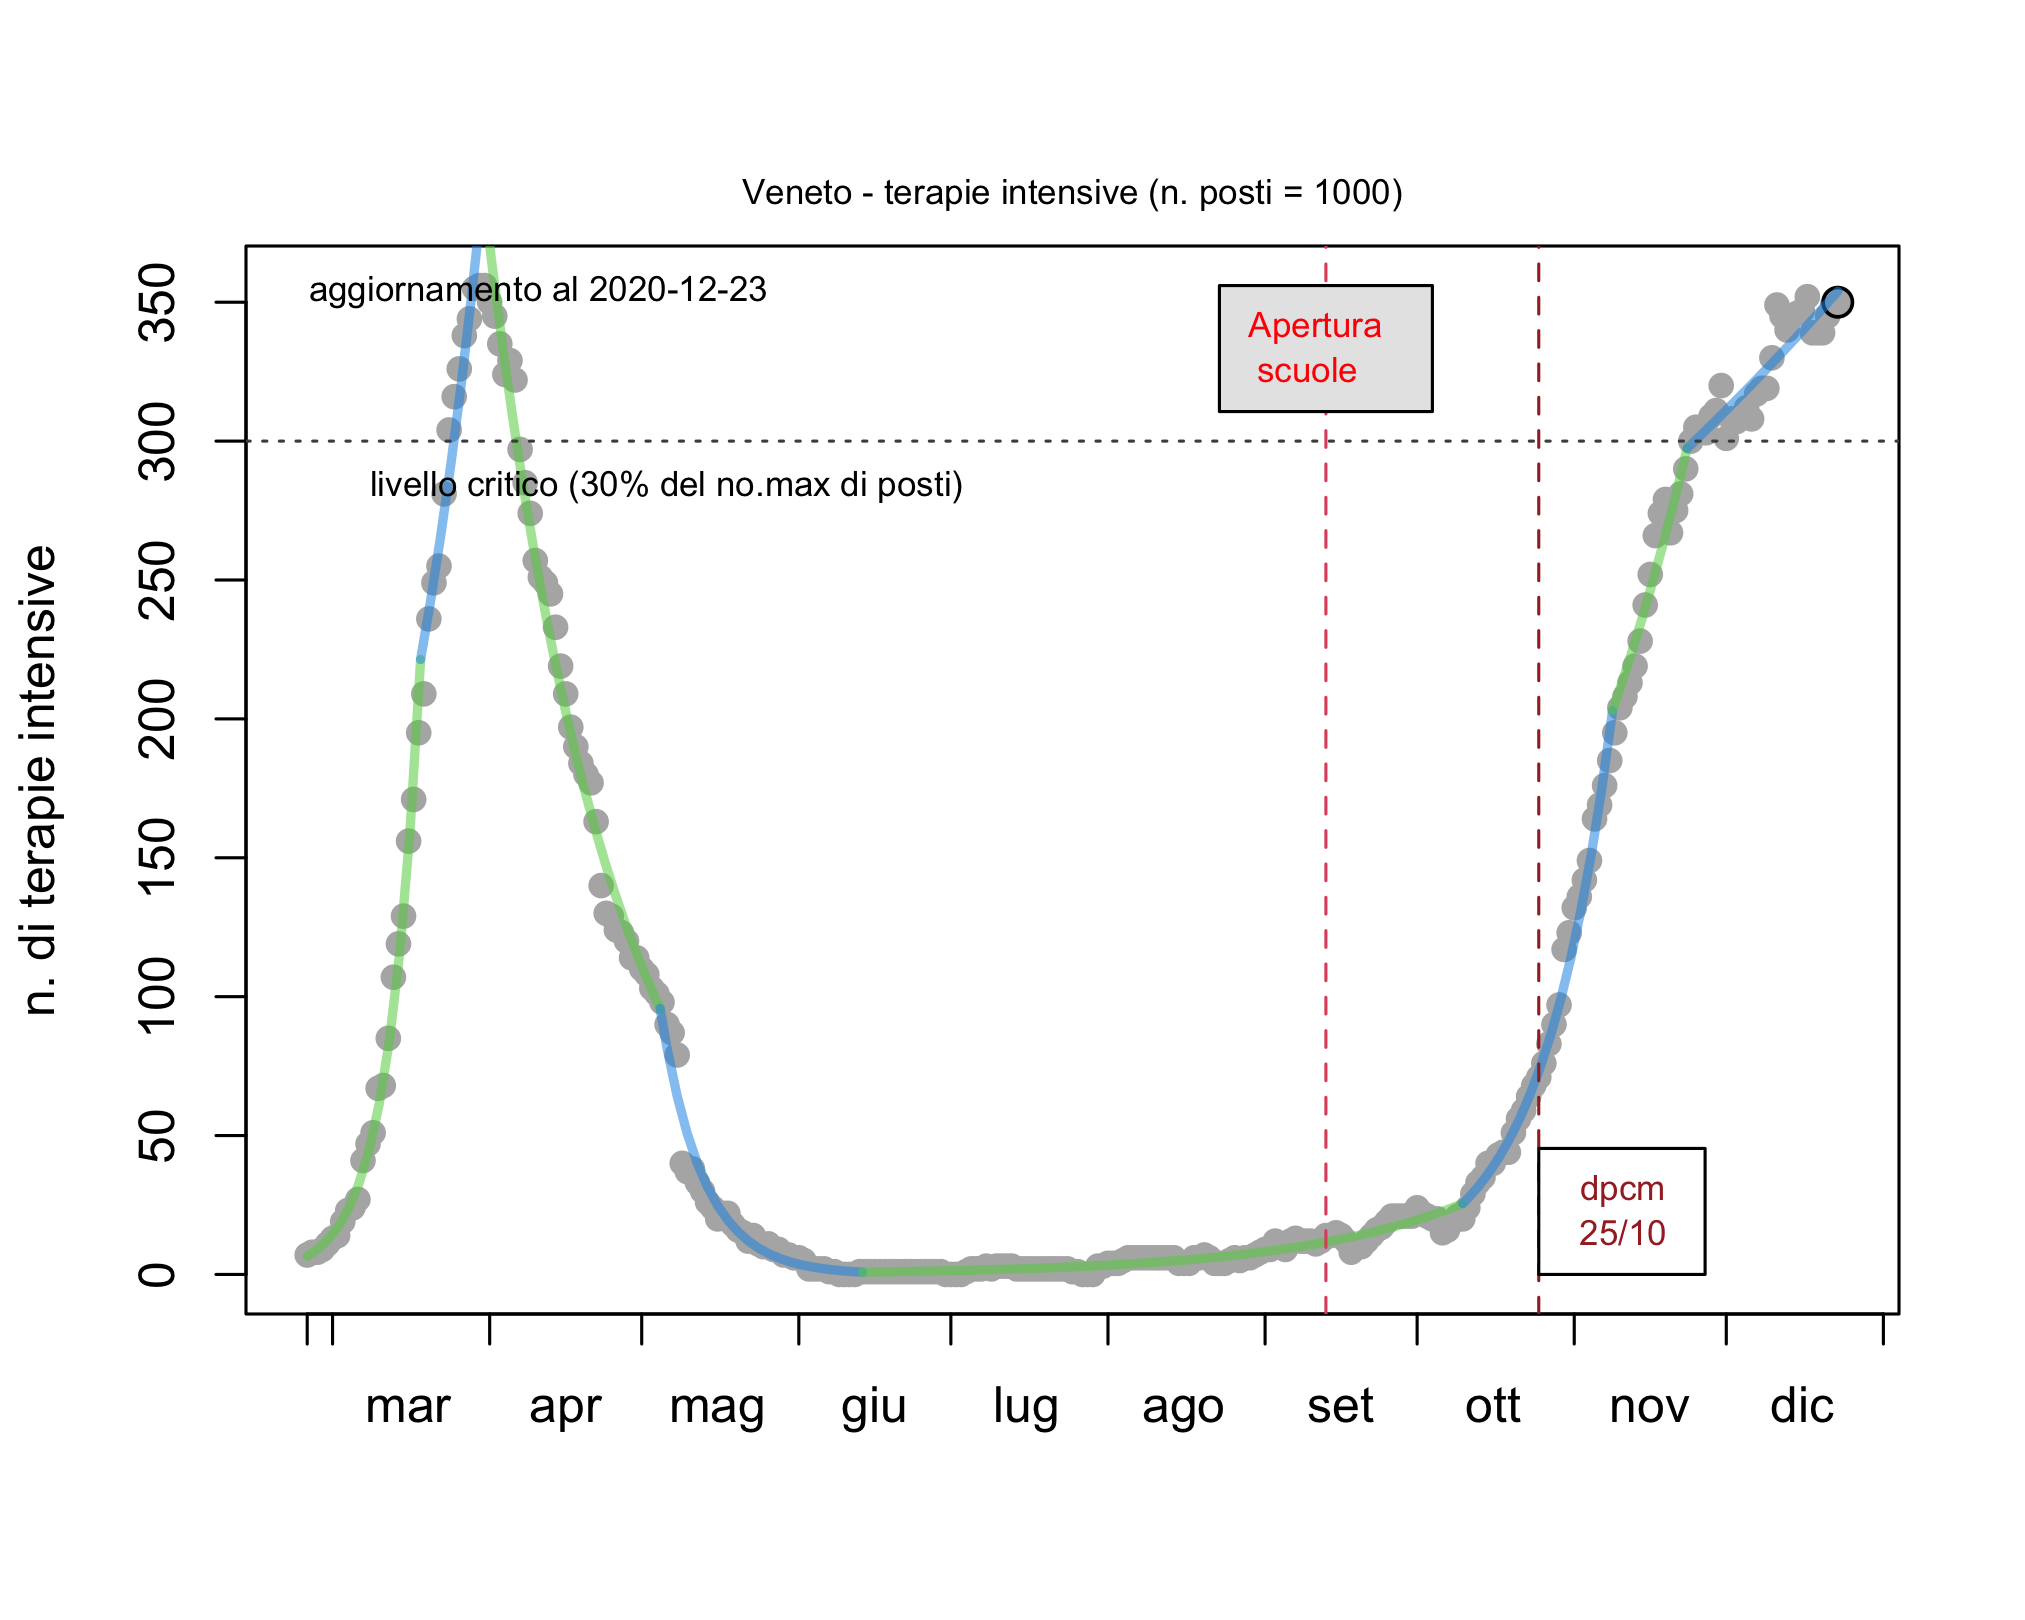 Veneto - terapie intensive (n. posti = 1000)
aggiornamento al 2020-12-23
Apertura
scuole
livello critico (30% del no.max di posti)
dpcm
25/10
n. di terapie intensive
350
300
250
200
150
100
50
0
mar apr mag giu lug ago set ott nov dic